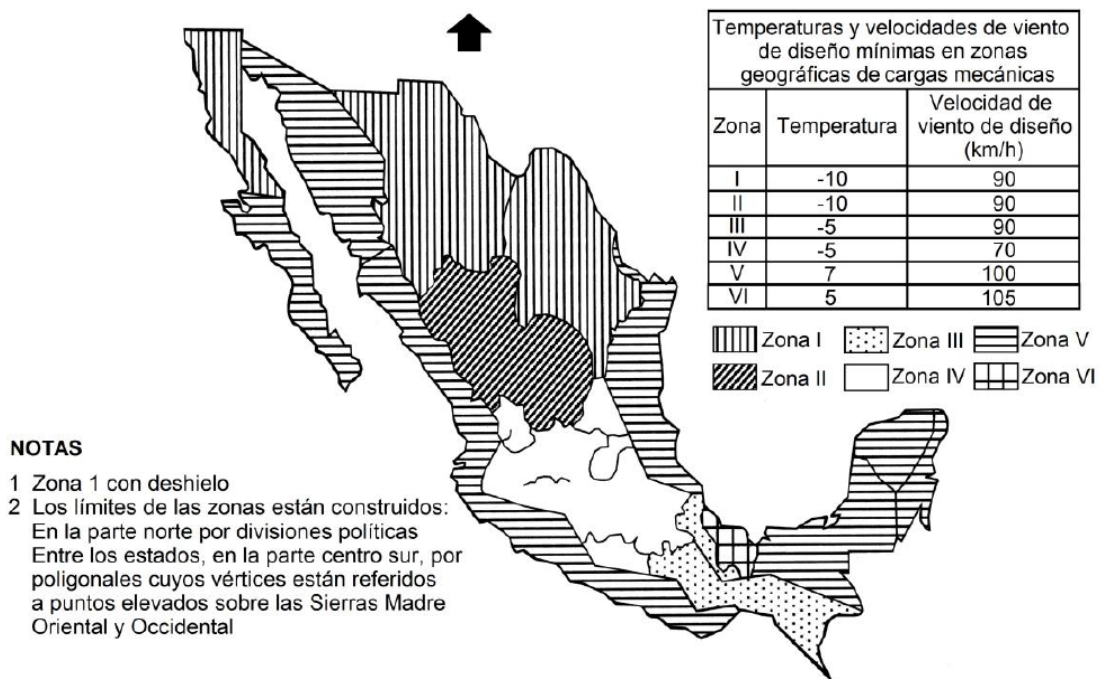 Temperaturas y velocidades de viento
de diseño mínimas en zonas
geográficas de cargas mecánicas
Zona Temperatura Velocidad de
viento de diseño
(km/h)
I -10 90
II -10 90
III -5 90
IV -5 70
V 7 100
VI 5 105
Zona I Zona III Zona V
Zona II Zona IV Zona VI
NOTAS
1 Zona 1 con deshielo
2 Los límites de las zonas están construidos:
En la parte norte por divisiones políticas
Entre los estados, en la parte centro sur, por
poligonales cuyos vértices están referidos
a puntos elevados sobre las Sierras Madre
Oriental y Occidental